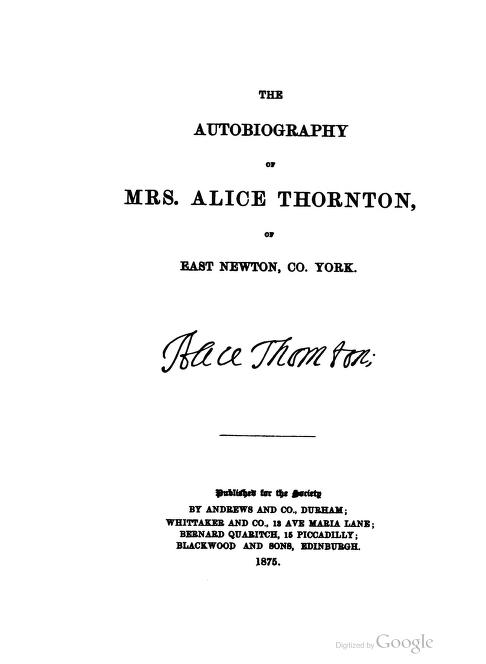 THE
AUTOBIOGRAPHY
OF
MRS. ALICE THORNTON,
OF
EAST NEWTON, CO. YORK.
Alice Thornton;
Published for the Society
BY ANDREWS AND CO., DURHAM;
WHITTAKER AND CO., 13 AVE MARIA LANE;
BERNARD QUARITCH, 15 PICCADILLY;
BLACKWOOD AND SONS, EDINBURGH.
1875.
Digitized by Google